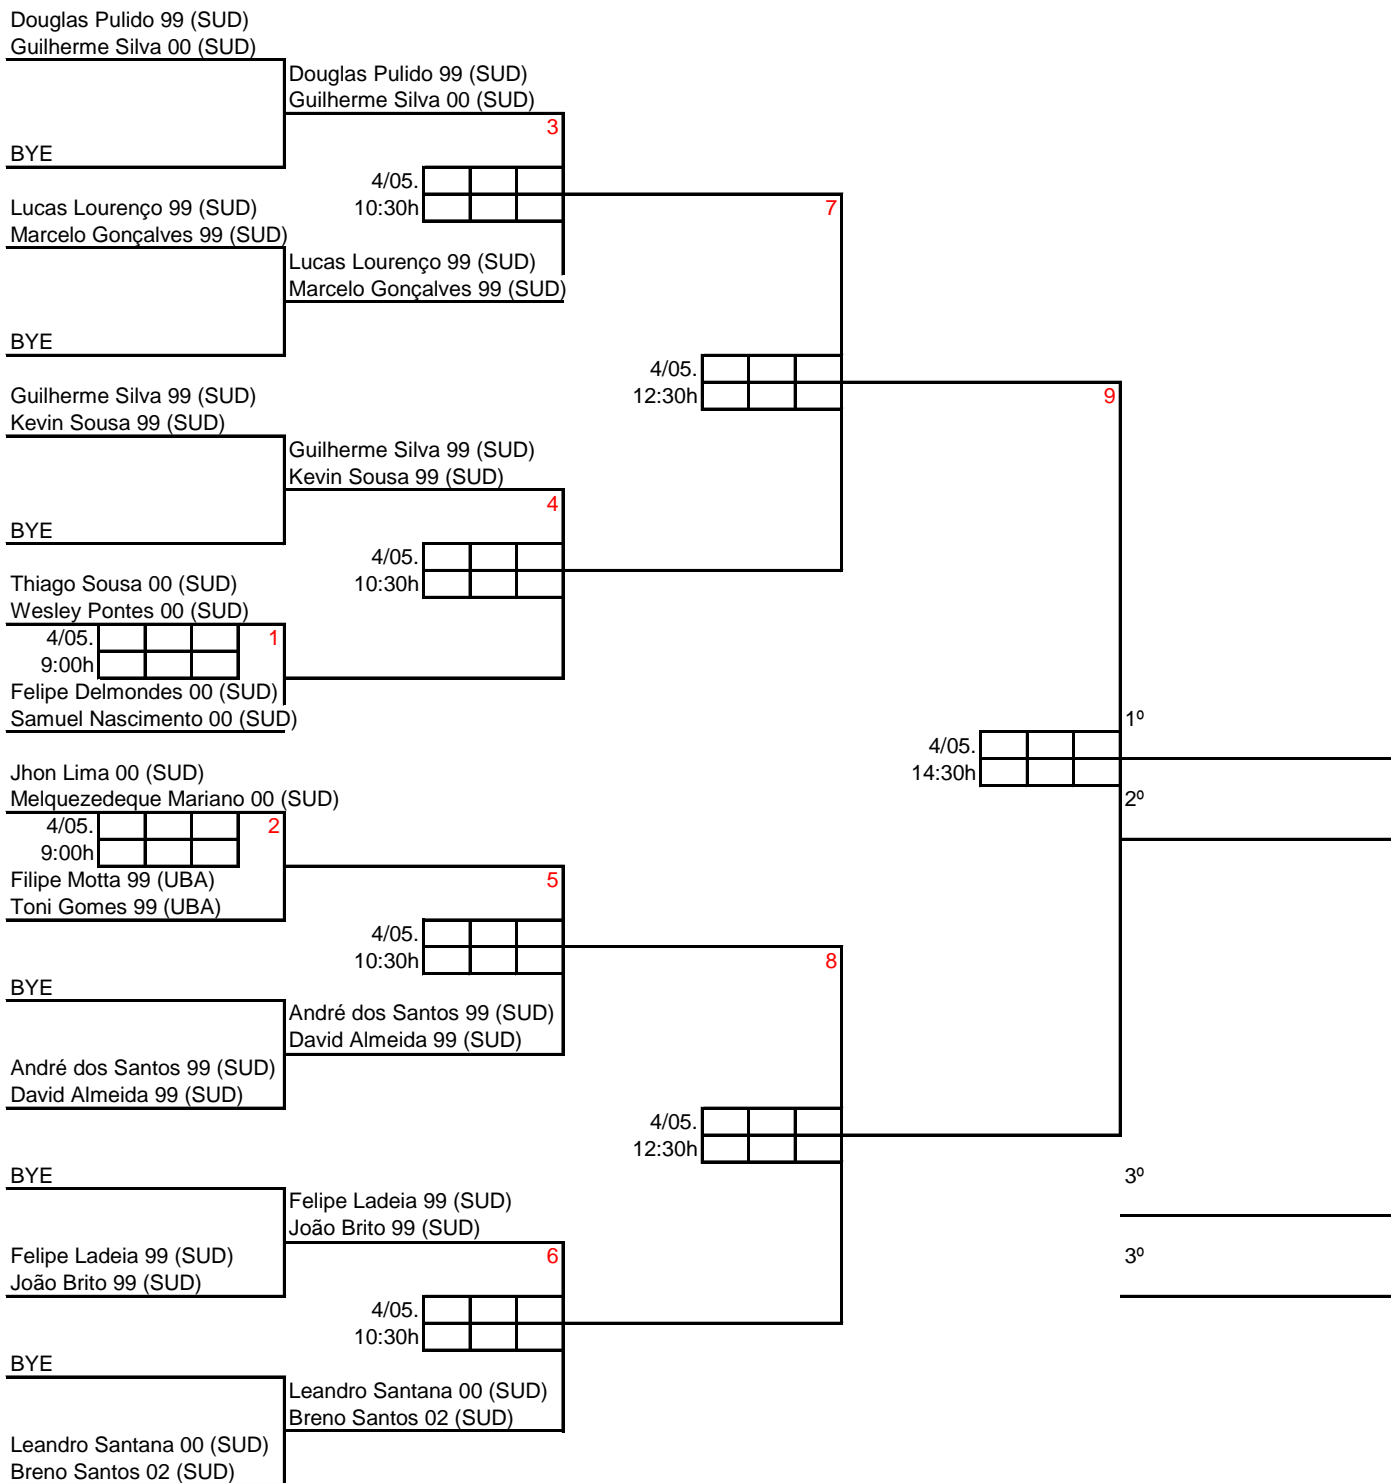 Douglas Pulido 99 (SUD)
Guilherme Silva 00 (SUD)
Douglas Pulido 99 (SUD)
Guilherme Silva 00 (SUD)
3
BYE
4/05.
10:30h
7
Lucas Lourenço 99 (SUD)
Marcelo Gonçalves 99 (SUD)
Lucas Lourenço 99 (SUD)
Marcelo Gonçalves 99 (SUD)
BYE
4/05.
12:30h
9
Guilherme Silva 99 (SUD)
Kevin Sousa 99 (SUD)
Guilherme Silva 99 (SUD)
Kevin Sousa 99 (SUD)
4
BYE
4/05.
10:30h
Thiago Sousa 00 (SUD)
Wesley Pontes 00 (SUD)
4/05.
9:00h
1
Felipe Delmondes 00 (SUD)
Samuel Nascimento 00 (SUD)
1º
4/05.
14:30h
2º
Jhon Lima 00 (SUD)
Melquezedeque Mariano 00 (SUD)
4/05.
9:00h
2
Filipe Motta 99 (UBA)
Toni Gomes 99 (UBA)
5
4/05.
10:30h
8
BYE
André dos Santos 99 (SUD)
David Almeida 99 (SUD)
André dos Santos 99 (SUD)
David Almeida 99 (SUD)
4/05.
12:30h
BYE
3º
Felipe Ladeia 99 (SUD)
João Brito 99 (SUD)
Felipe Ladeia 99 (SUD)
João Brito 99 (SUD)
6
3º
4/05.
10:30h
BYE
Leandro Santana 00 (SUD)
Breno Santos 02 (SUD)
Leandro Santana 00 (SUD)
Breno Santos 02 (SUD)